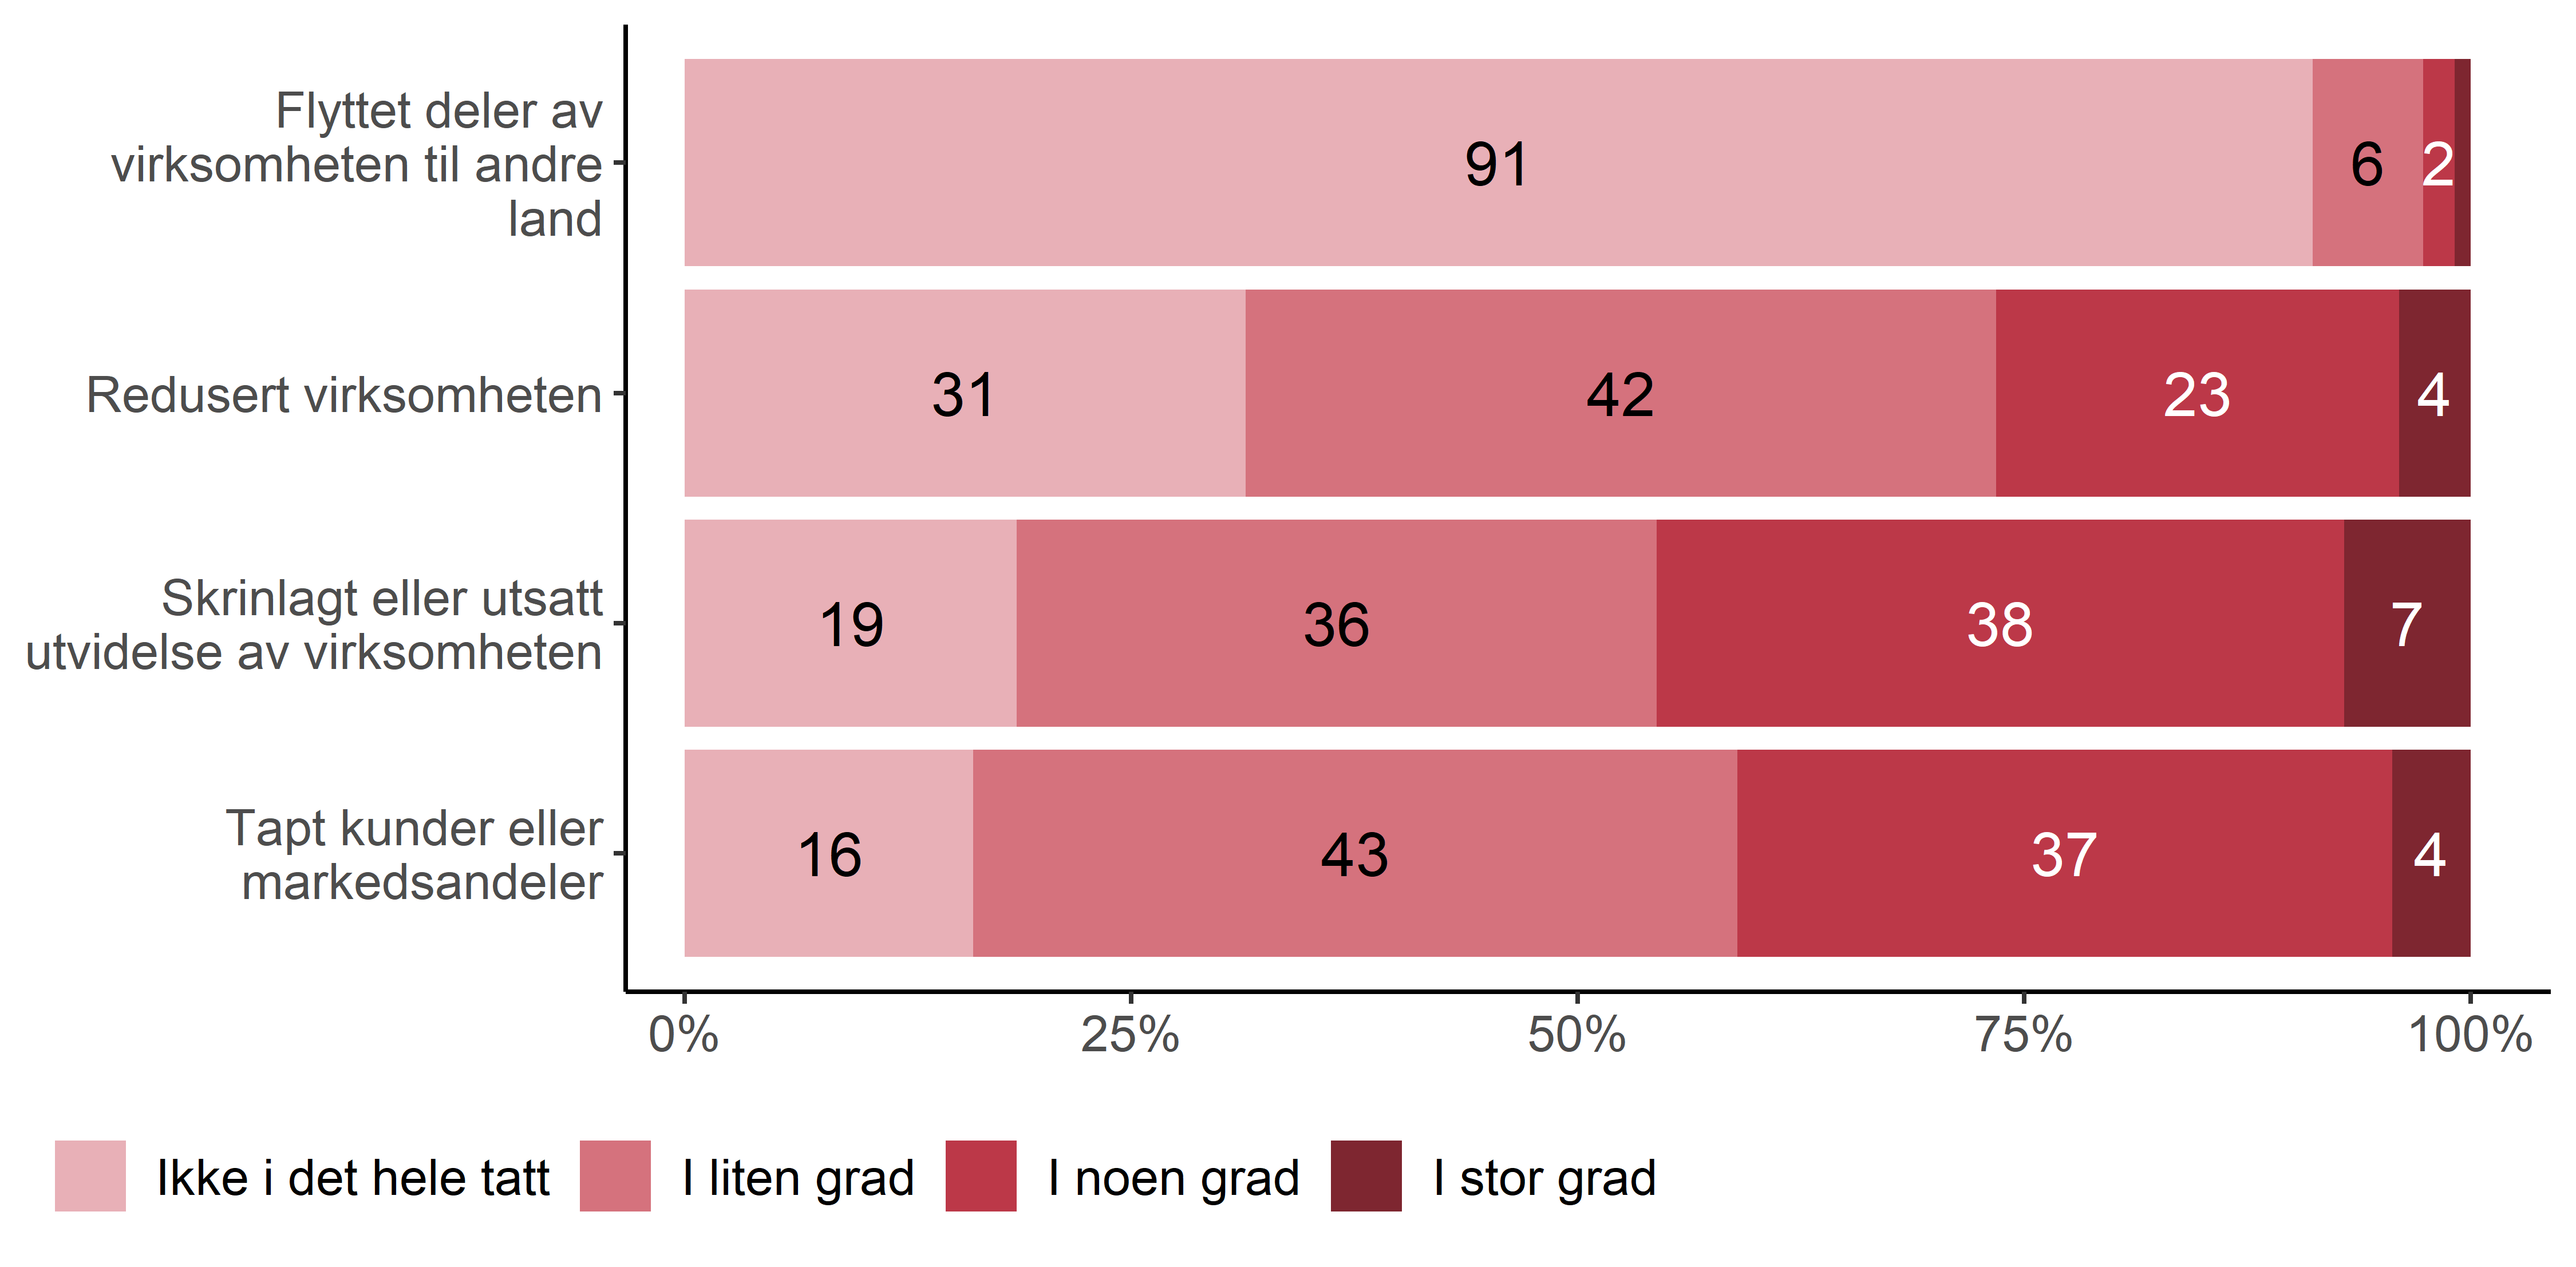 Flyttet deler av
virksomheten til andre
land
91
6
2
Redusert virksomheten
31
42
23
4
Skrinlagt eller utsatt
utvidelse av virksomheten
19
36
38
7
Tapt kunder eller
markedsandeler
16
43
37
4
0%
25%
50%
75%
100%
Ikke i det hele tatt
I liten grad
I noen grad
I stor grad